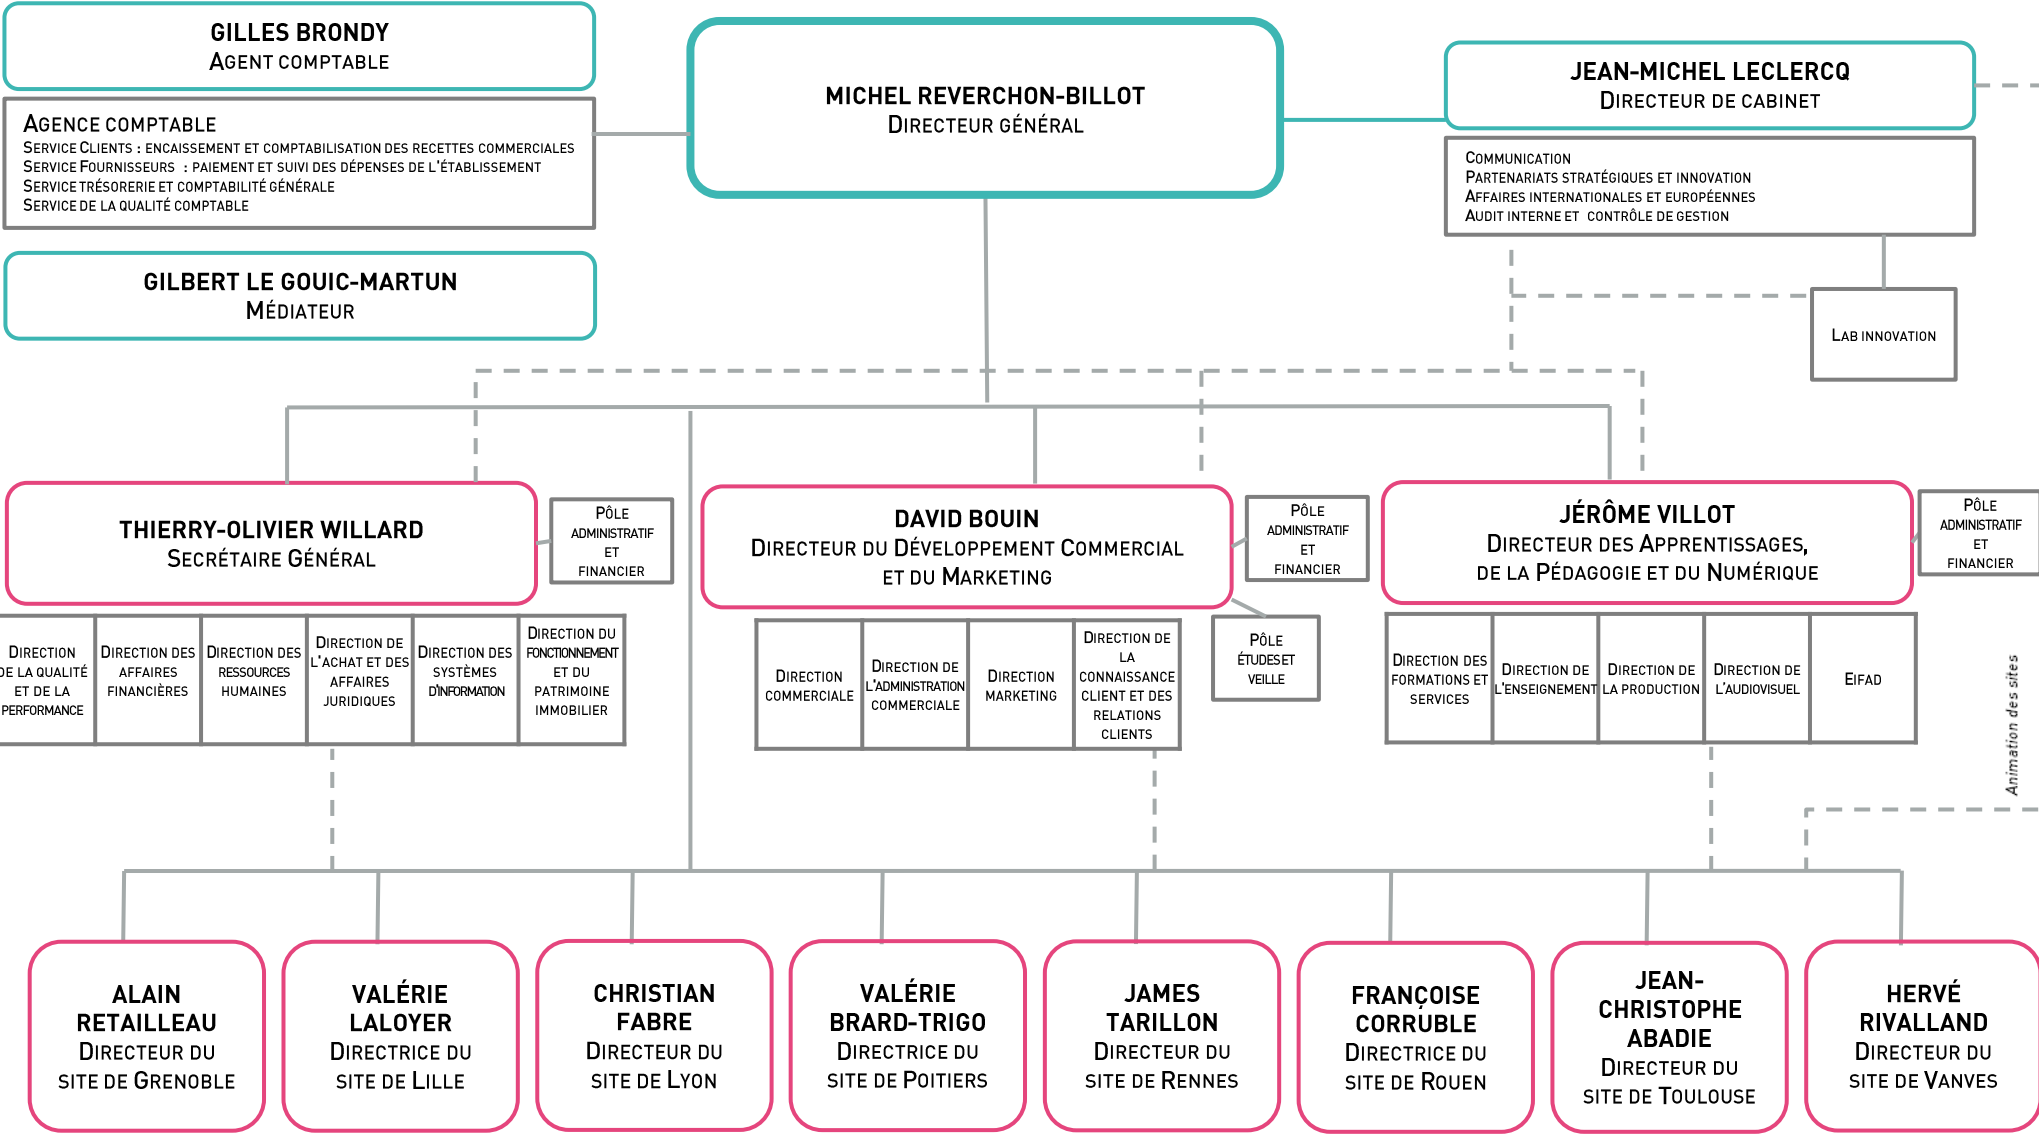 GILLES BRONDY
AGENT COMPTABLE
AGENCE COMPTABLE
SERVICE CLIENTS : ENCAISSEMENT ET COMPTABILISATION DES RECETTES COMMERCIALES
SERVICE FOURNISSEURS : PAIEMENT ET SUIVI DES DÉPENSES DE L'ÉTABLISSEMENT
SERVICE TRÉSORERIE ET COMPTABILITÉ GÉNÉRALE
SERVICE DE LA QUALITÉ COMPTABLE
GILBERT LE GOUIC-MARTUN
MÉDIATEUR
MICHEL REVERCHON-BILLOT
DIRECTEUR GÉNÉRAL
JEAN-MICHEL LECLERCQ
DIRECTEUR DE CABINET
COMMUNICATION
PARTENARIATS STRATÉGIQUES ET INNOVATION
AFFAIRES INTERNATIONALES ET EUROPÉENNES
AUDIT INTERNE ET CONTRÔLE DE GESTION
LAB INNOVATION
THIERRY-OLIVIER WILLARD
SECRÉTAIRE GÉNÉRAL
PÔLE
ADMINISTRATIF
ET
FINANCIER
DIRECTION
DE LA QUALITÉ
ET DE LA
PERFORMANCE
DIRECTION DES
AFFAIRES
FINANCIÈRES
DIRECTION DES
RESSOURCES
HUMAINES
DIRECTION DE
L'ACHAT ET DES
AFFAIRES
JURIDIQUES
DIRECTION DES
SYSTÈMES
D'INFORMATION
DIRECTION DU
FONCTIONNEMENT
ET DU
PATRIMOINE
IMMOBILIER
DAVID BOUIN
DIRECTEUR DU DÉVELOPPEMENT COMMERCIAL
ET DU MARKETING
PÔLE
ADMINISTRATIF
ET
FINANCIER
PÔLE
ÉTUDES ET
VEILLE
DIRECTION
COMMERCIALE
DIRECTION DE
L'ADMINISTRATION
COMMERCIALE
DIRECTION
MARKETING
DIRECTION DE
LA
CONNAISSANCE
CLIENT ET DES
RELATIONS
CLIENTS
JÉRÔME VILLOT
DIRECTEUR DES APPRENTISSAGES,
DE LA PÉDAGOGIE ET DU NUMÉRIQUE
PÔLE
ADMINISTRATIF
ET
FINANCIER
DIRECTION DES
FORMATIONS ET
SERVICES
DIRECTION DE
L'ENSEIGNEMENT
DIRECTION DE
LA PRODUCTION
DIRECTION DE
L'AUDIOVISUEL
EIFAD
Animation des sites
ALAIN
RETAILLEAU
DIRECTEUR DU
SITE DE GRENOBLE
VALÉRIE
LALOYER
DIRECTRICE DU
SITE DE LILLE
CHRISTIAN
FABRE
DIRECTEUR DU
SITE DE LYON
VALÉRIE
BRARD-TRIGO
DIRECTRICE DU
SITE DE POITIERS
JAMES
TARILLON
DIRECTEUR DU
SITE DE RENNES
FRANÇOISE
CORRUBLE
DIRECTRICE DU
SITE DE ROUEN
JEAN-
CHRISTOPHE
ABADIE
DIRECTEUR DU
SITE DE TOULOUSE
HERVÉ
RIVALLAND
DIRECTEUR DU
SITE DE VANVES